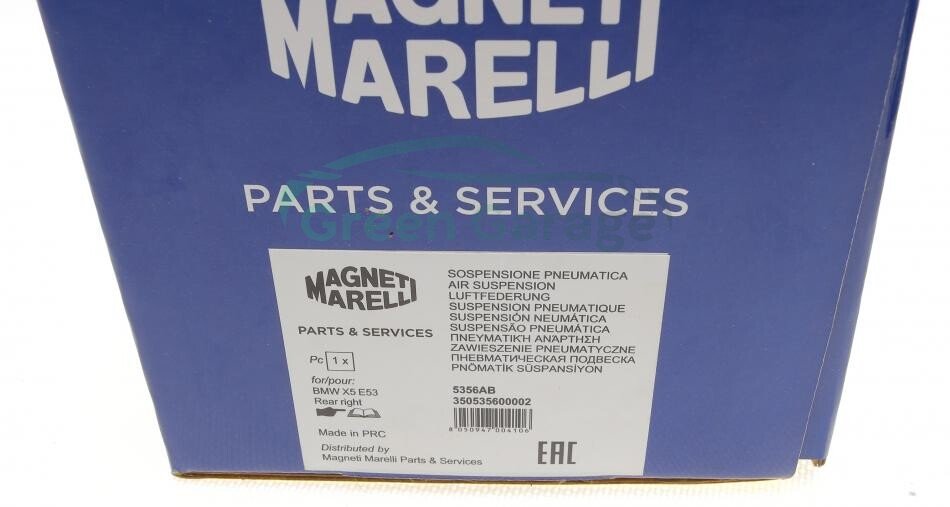 MAGNETI
MARELLI
PARTS & SERVICES
Green Garage
MAGNETI
MARELLI
PARTS & SERVICES
Pc 1 x
for/pour:
BMW X5 E53
Rear right
Made in PRC
Distributed by
Magneti Marelli Parts & Services
SOSPENSIONE PNEUMATICA
AIR SUSPENSION
LUFTFEDERUNG
SUSPENSION PNEUMATIQUE
SUSPENSIÓN NEUMÁTICA
SUSPENSÃO PNEUMÁTICA
ΠΝΕΥΜΑΤΙΚΗ ΑΝΑΡΤΗΣΗ
ZAWIESZENIE PNEUMATYCZNE
ПНЕВМАТИЧЕСКАЯ ПОДВЕСКА
PNÖMATİK SÜSPANSİYON
5356AB
350535600002
8 050947 004106
EAC